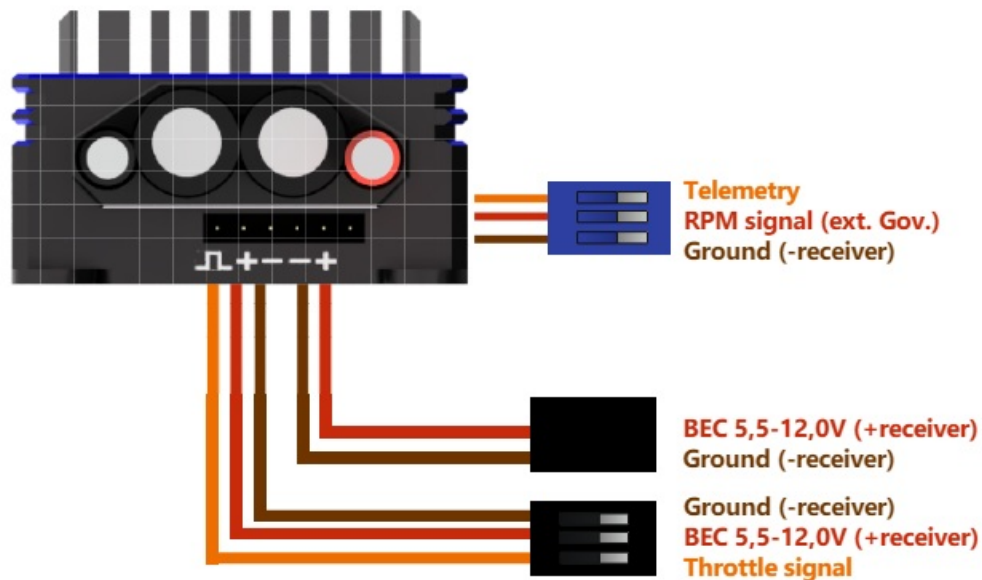 Telemetry
RPM signal (ext. Gov.)
Ground (-receiver)
+--+
BEC 5,5-12,0V (+receiver)
Ground (-receiver)
Ground (-receiver)
BEC 5,5-12,0V (+receiver)
Throttle signal